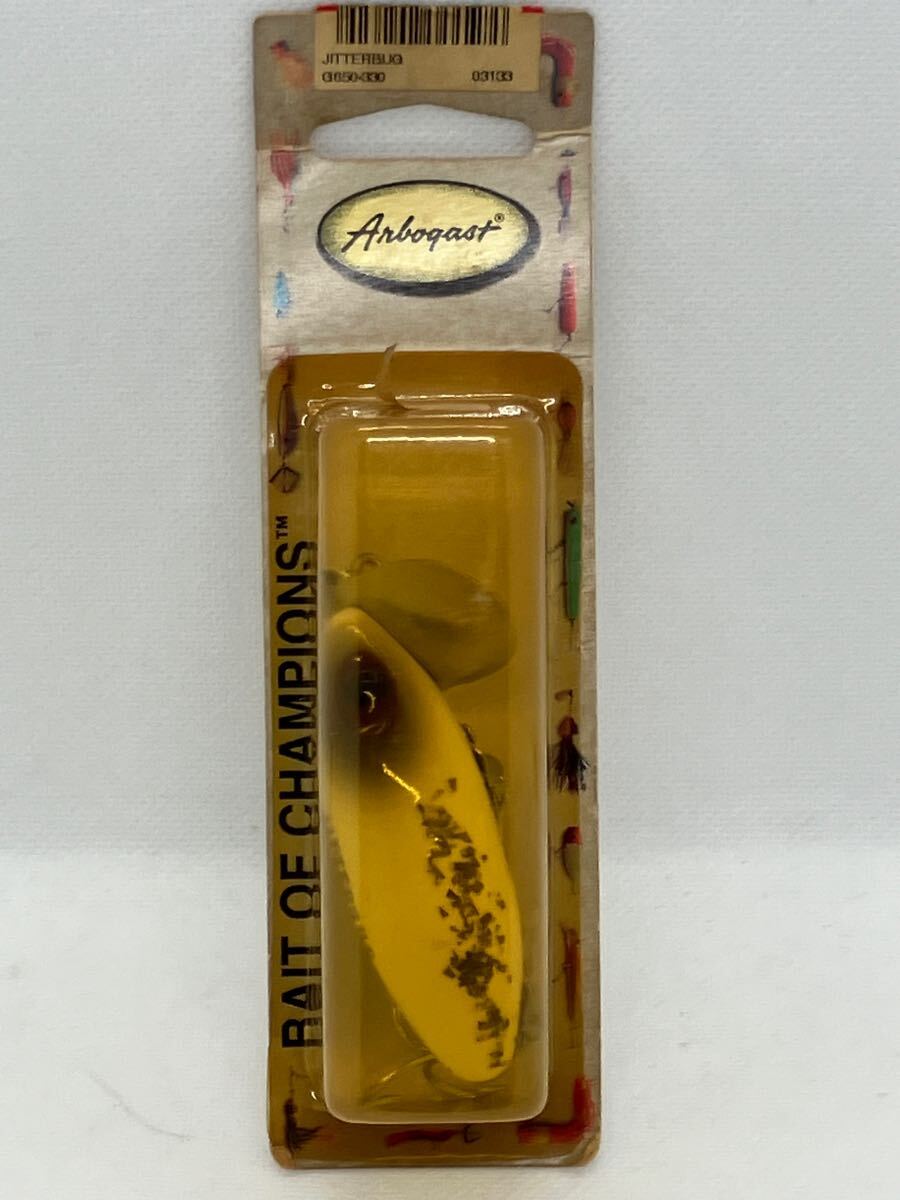 JITTERBUG
G650-330 03133
Arbogast®
BAIT OF CHAMPIONS™